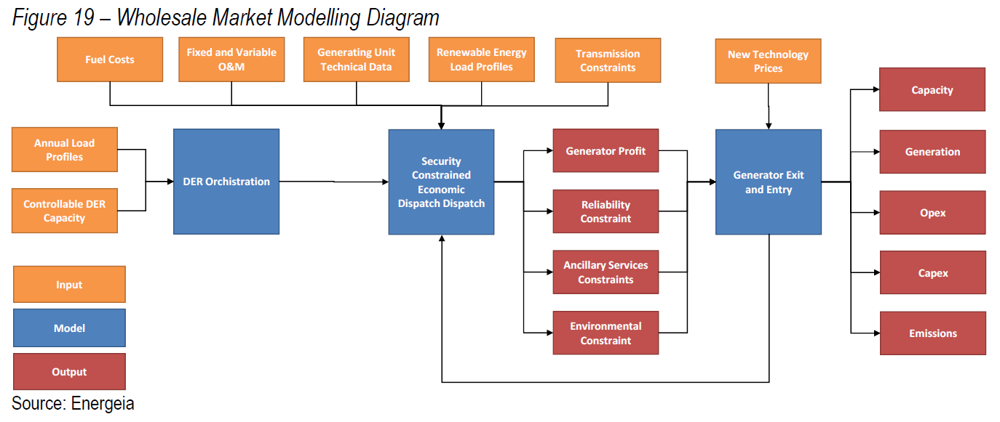 Figure 19 – Wholesale Market Modelling Diagram
Fuel Costs
Fixed and Variable
O&M
Generating Unit
Technical Data
Renewable Energy
Load Profiles
Transmission
Constraints
New Technology
Prices
Annual Load
Profiles
Controllable DER
Capacity
DER Orchistration
Security
Constrained
Economic
Dispatch Dispatch
Generator Profit
Reliability
Constraint
Ancillary Services
Constraints
Environmental
Constraint
Generator Exit
and Entry
Capacity
Generation
Opex
Capex
Emissions
Input
Model
Output
Source: Energeia